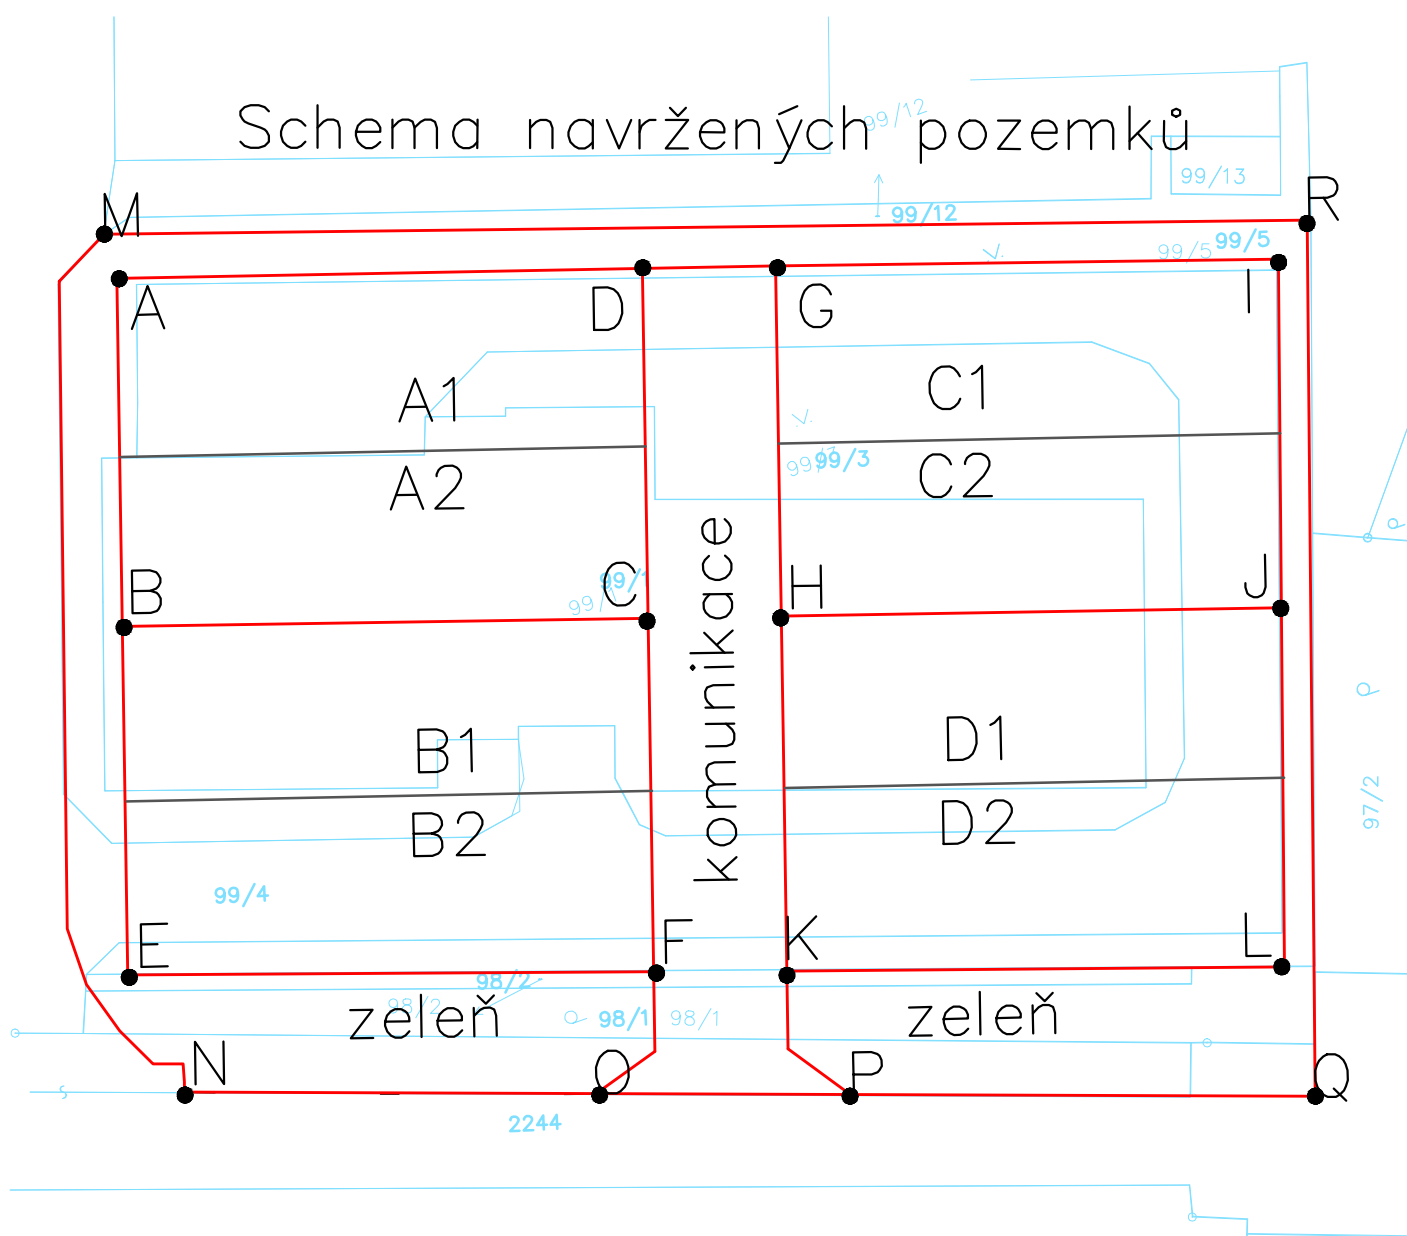 Schema navržených pozemků
99/12
99/13
M
R
99/12
99/5
99/5
A
D
G
I
A1
C1
A2
99/3
C2
B
99/1
C
H
J
komunikace
B1
D1
B2
D2
97/2
99/4
E
F
K
L
98/2
98/2
zeleň
98/1
98/1
zeleň
N
O
P
Q
2244